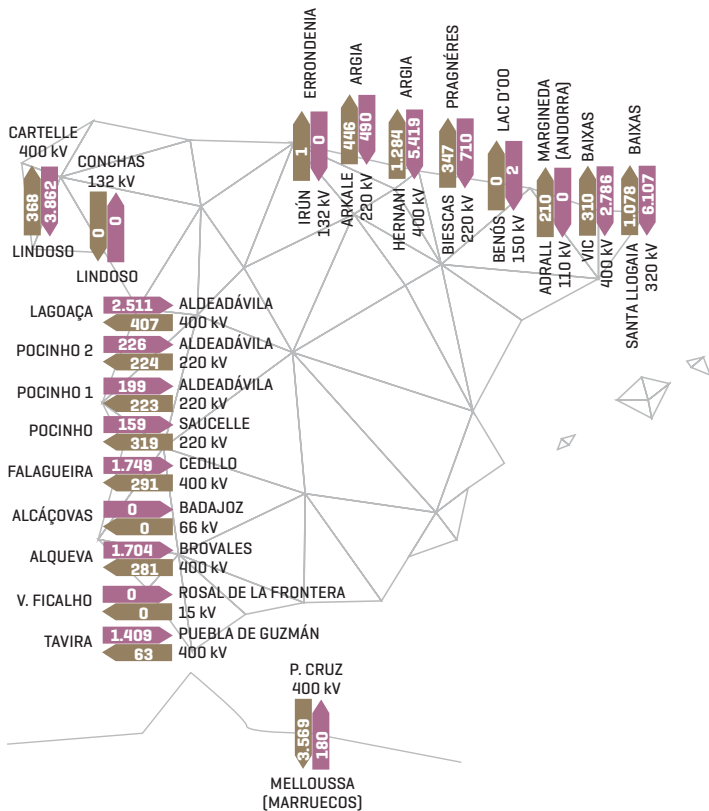 CARTELLE
400 kV
368
3.862
LINDOSO
CONCHAS
132 kV
0
0
LINDOSO
ERRONDENIA
1
0
IRÚN
132 kV
ARGIA
446
490
ARKALE
220 kV
ARGIA
1.284
5.419
HERNANI
400 kV
PRAGNÉRES
347
710
BIESCAS
220 kV
LAC D'OO
0
2
BENÓS
150 kV
MARGINEDA
(ANDORRA)
210
0
ADRALL
110 kV
BAIXAS
310
2.786
VIC
400 kV
BAIXAS
1.078
6.107
SANTA LLOGAIA
320 kV
LAGOAÇA
2.511
ALDEADÁVILA
407
400 kV
POCINHO 2
226
ALDEADÁVILA
224
220 kV
POCINHO 1
199
ALDEADÁVILA
223
220 kV
POCINHO
159
SAUCELLE
319
220 kV
FALAGUEIRA
1.749
CEDILLO
291
400 kV
ALCÁÇOVAS
0
BADAJOZ
0
66 kV
ALQUEVA
1.704
BROVALES
281
400 kV
V. FICALHO
0
ROSAL DE LA FRONTERA
0
15 kV
TAVIRA
1.409
PUEBLA DE GUZMÁN
63
400 kV
P. CRUZ
400 kV
3.569
180
MELLOUSSA
(MARRUECOS)